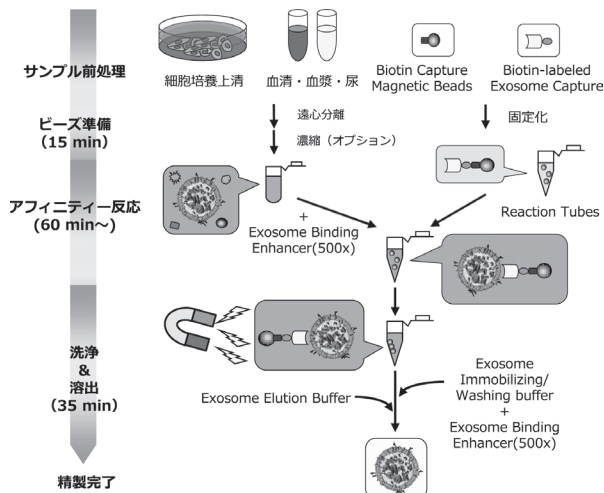 サンプル前処理
ビーズ準備
(15 min)
アフィニティー反応
(60 min～)
洗浄
&
溶出
(35 min)
精製完了
細胞培養上清
血清・血漿・尿
Biotin Capture
Magnetic Beads
Biotin-labeled
Exosome Capture
遠心分離
濃縮（オプション）
固定化
+
Exosome Binding
Enhancer(500x)
Reaction Tubes
Exosome Elution Buffer
Exosome
Immobilizing/
Washing buffer
+
Exosome Binding
Enhancer(500x)